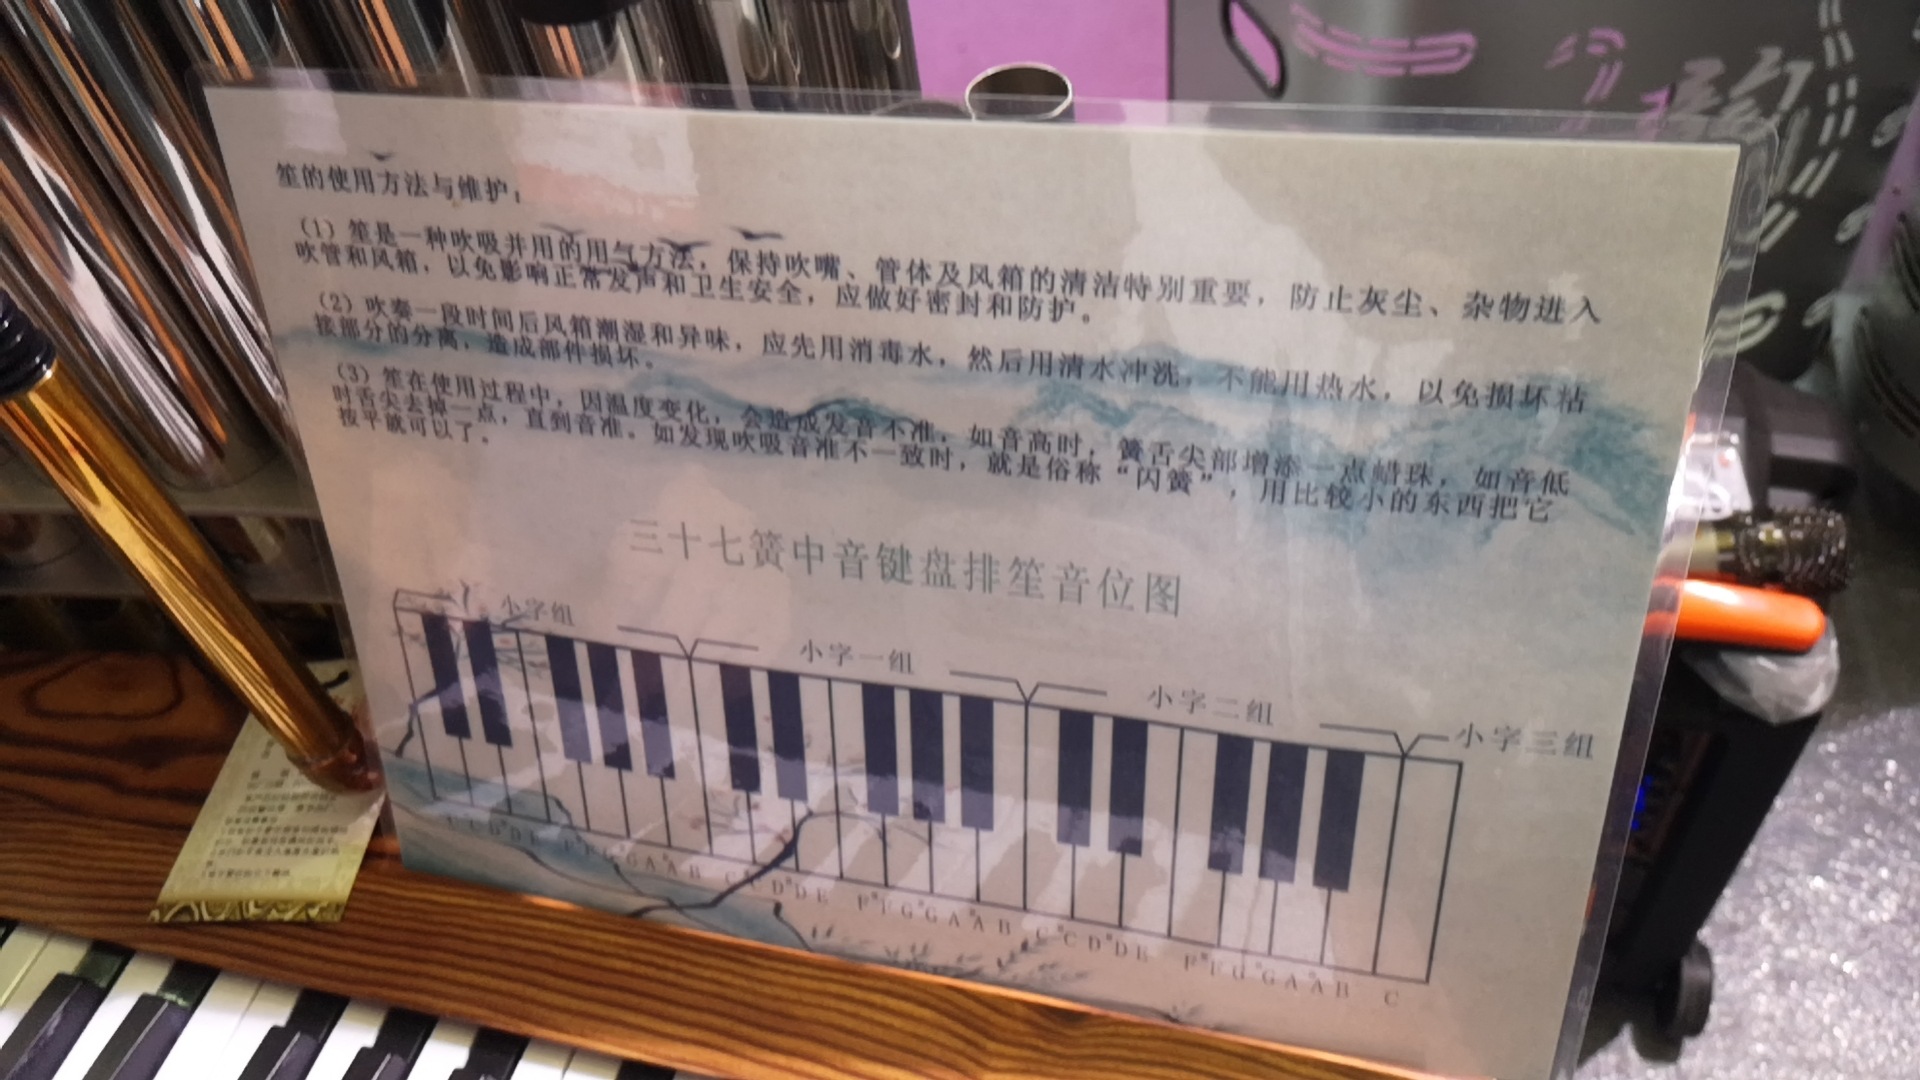 笙的使用方法与维护：
（1）笙是一种吹吸并用的用气方法，保持吹嘴、管体及风箱的清洁特别重要，防止灰尘、杂物进入
吹管和风箱，以免影响正常发声和卫生安全，应做好密封和防护。
（2）吹奏一段时间后风箱潮湿和异味，应先用消毒水，然后用清水冲洗，不能用热水，以免损坏粘
接部分的分离，造成部件损坏。
（3）笙在使用过程中，因温度变化，会造成发音不准，如音高时，簧舌尖部增添一点蜡珠，如音低
时舌尖去掉一点，直到音准。如发现吹吸音准不一致时，就是俗称“闪簧”，用比较小的东西把它
按平就可以了。
三十七簧中音键盘排笙音位图
小字组
小字一组
小字二组
小字三组
C #C D #D E F #F G #G A #A B C #C D #D E F #F G #G A #A B C #C D #D E F #F G #G A #A B C